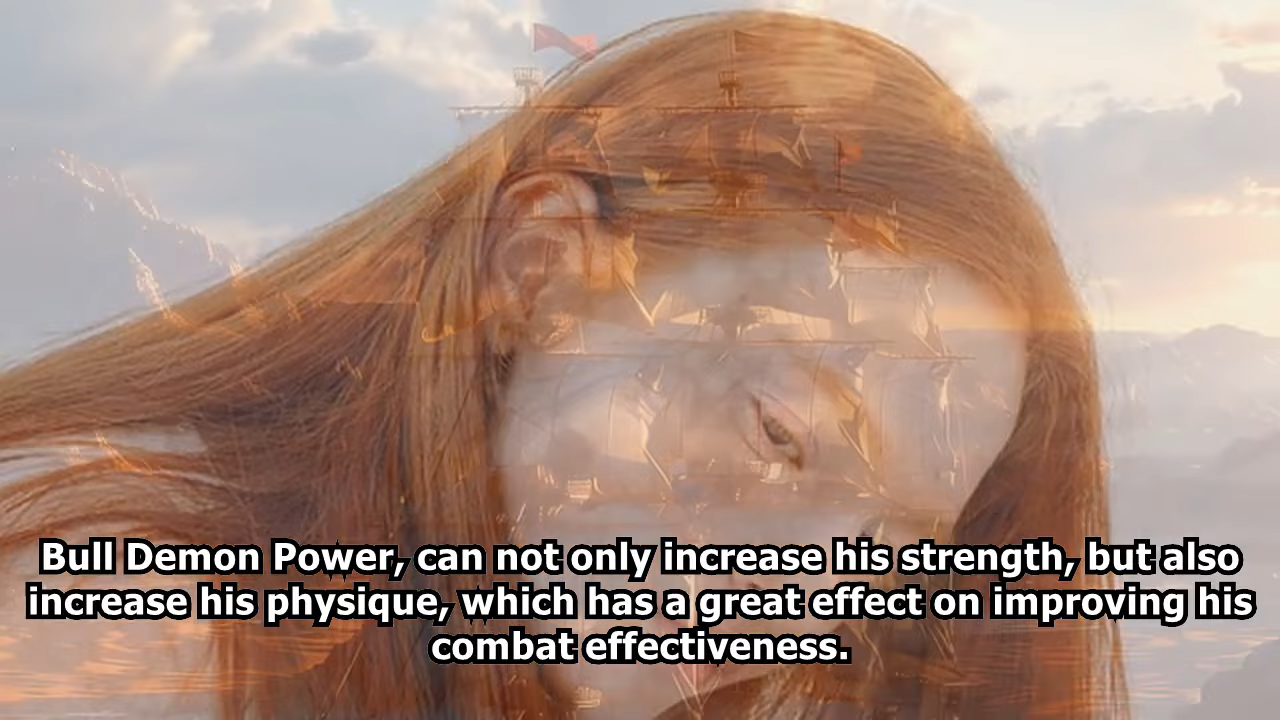 Bull Demon Power, can not only increase his strength, but also
increase his physique, which has a great effect on improving his
combat effectiveness.